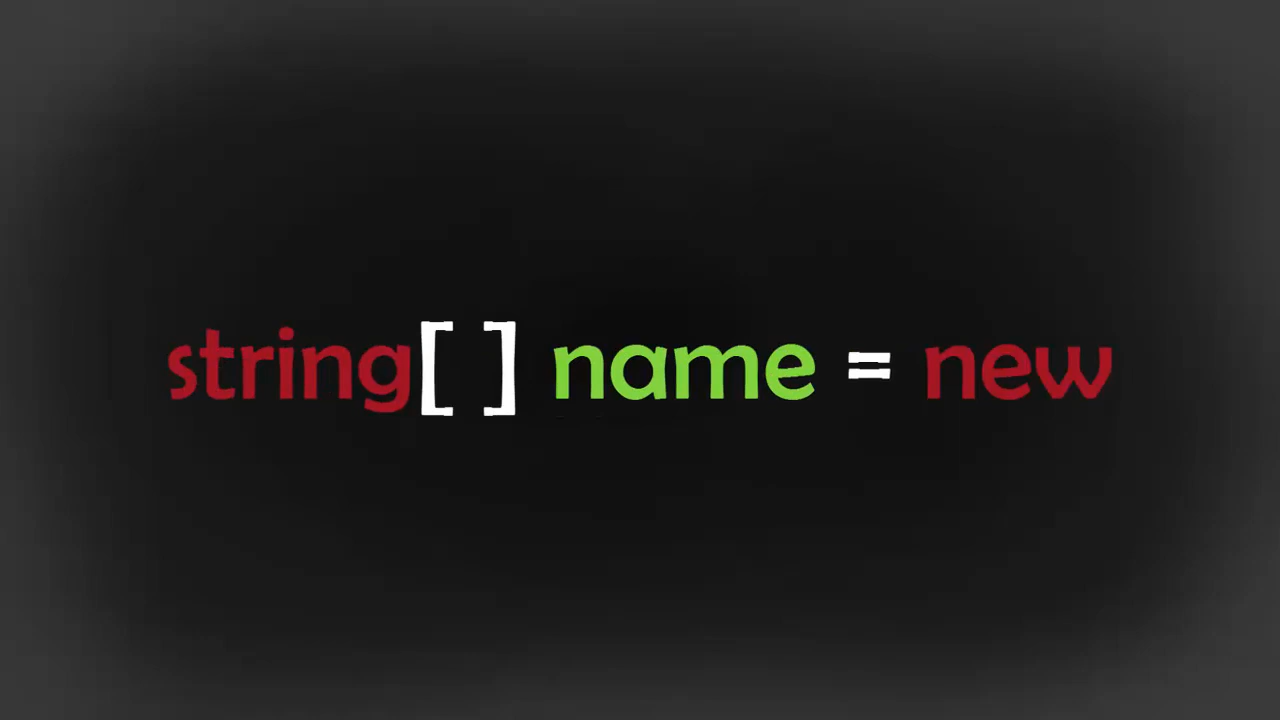 string[ ] name = new